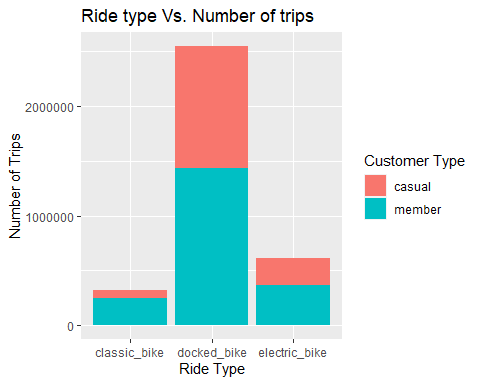 Ride type Vs. Number of trips
Number of Trips
2000000
1000000
0
classic_bike docked_bike electric_bike
Ride Type
Customer Type
casual
member